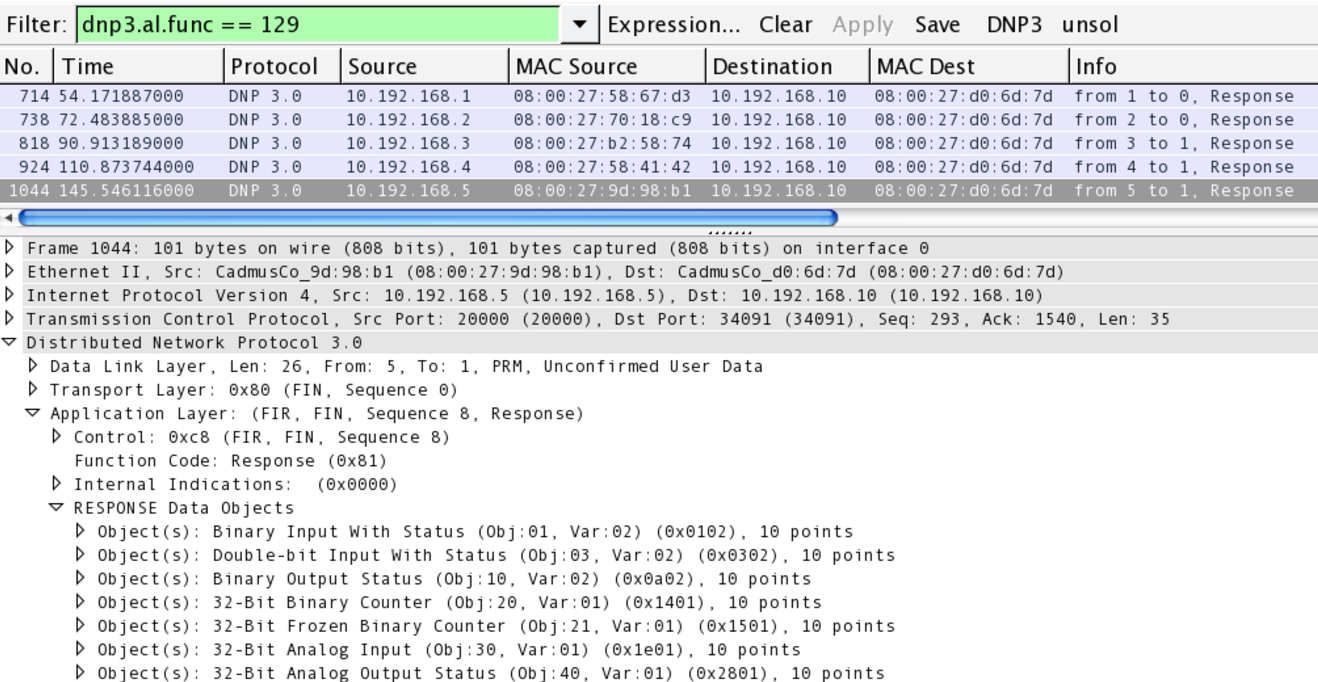 Filter: dnp3.al.func == 129 Expression... Clear Apply Save DNP3 unsol
No. Time Protocol Source MAC Source Destination MAC Dest Info
714 54.171887000 DNP 3.0 10.192.168.1 08:00:27:58:67:d3 10.192.168.10 08:00:27:d0:6d:7d from 1 to 0, Response
738 72.483885000 DNP 3.0 10.192.168.2 08:00:27:70:18:c9 10.192.168.10 08:00:27:d0:6d:7d from 2 to 0, Response
818 90.913189000 DNP 3.0 10.192.168.3 08:00:27:b2:58:74 10.192.168.10 08:00:27:d0:6d:7d from 3 to 1, Response
924 110.873744000 DNP 3.0 10.192.168.4 08:00:27:58:41:42 10.192.168.10 08:00:27:d0:6d:7d from 4 to 1, Response
1044 145.546116000 DNP 3.0 10.192.168.5 08:00:27:9d:98:b1 10.192.168.10 08:00:27:d0:6d:7d from 5 to 1, Response
Frame 1044: 101 bytes on wire (808 bits), 101 bytes captured (808 bits) on interface 0
Ethernet II, Src: CadmusCo_9d:98:b1 (08:00:27:9d:98:b1), Dst: CadmusCo_d0:6d:7d (08:00:27:d0:6d:7d)
Internet Protocol Version 4, Src: 10.192.168.5 (10.192.168.5), Dst: 10.192.168.10 (10.192.168.10)
Transmission Control Protocol, Src Port: 20000 (20000), Dst Port: 34091 (34091), Seq: 293, Ack: 1540, Len: 35
Distributed Network Protocol 3.0
Data Link Layer, Len: 26, From: 5, To: 1, PRM, Unconfirmed User Data
Transport Layer: 0x80 (FIN, Sequence 0)
Application Layer: (FIR, FIN, Sequence 8, Response)
Control: 0xc8 (FIR, FIN, Sequence 8)
Function Code: Response (0x81)
Internal Indications: (0x0000)
RESPONSE Data Objects
Object(s): Binary Input With Status (Obj:01, Var:02) (0x0102), 10 points
Object(s): Double-bit Input With Status (Obj:03, Var:02) (0x0302), 10 points
Object(s): Binary Output Status (Obj:10, Var:02) (0x0a02), 10 points
Object(s): 32-Bit Binary Counter (Obj:20, Var:01) (0x1401), 10 points
Object(s): 32-Bit Frozen Binary Counter (Obj:21, Var:01) (0x1501), 10 points
Object(s): 32-Bit Analog Input (Obj:30, Var:01) (0x1e01), 10 points
Object(s): 32-Bit Analog Output Status (Obj:40, Var:01) (0x2801), 10 points